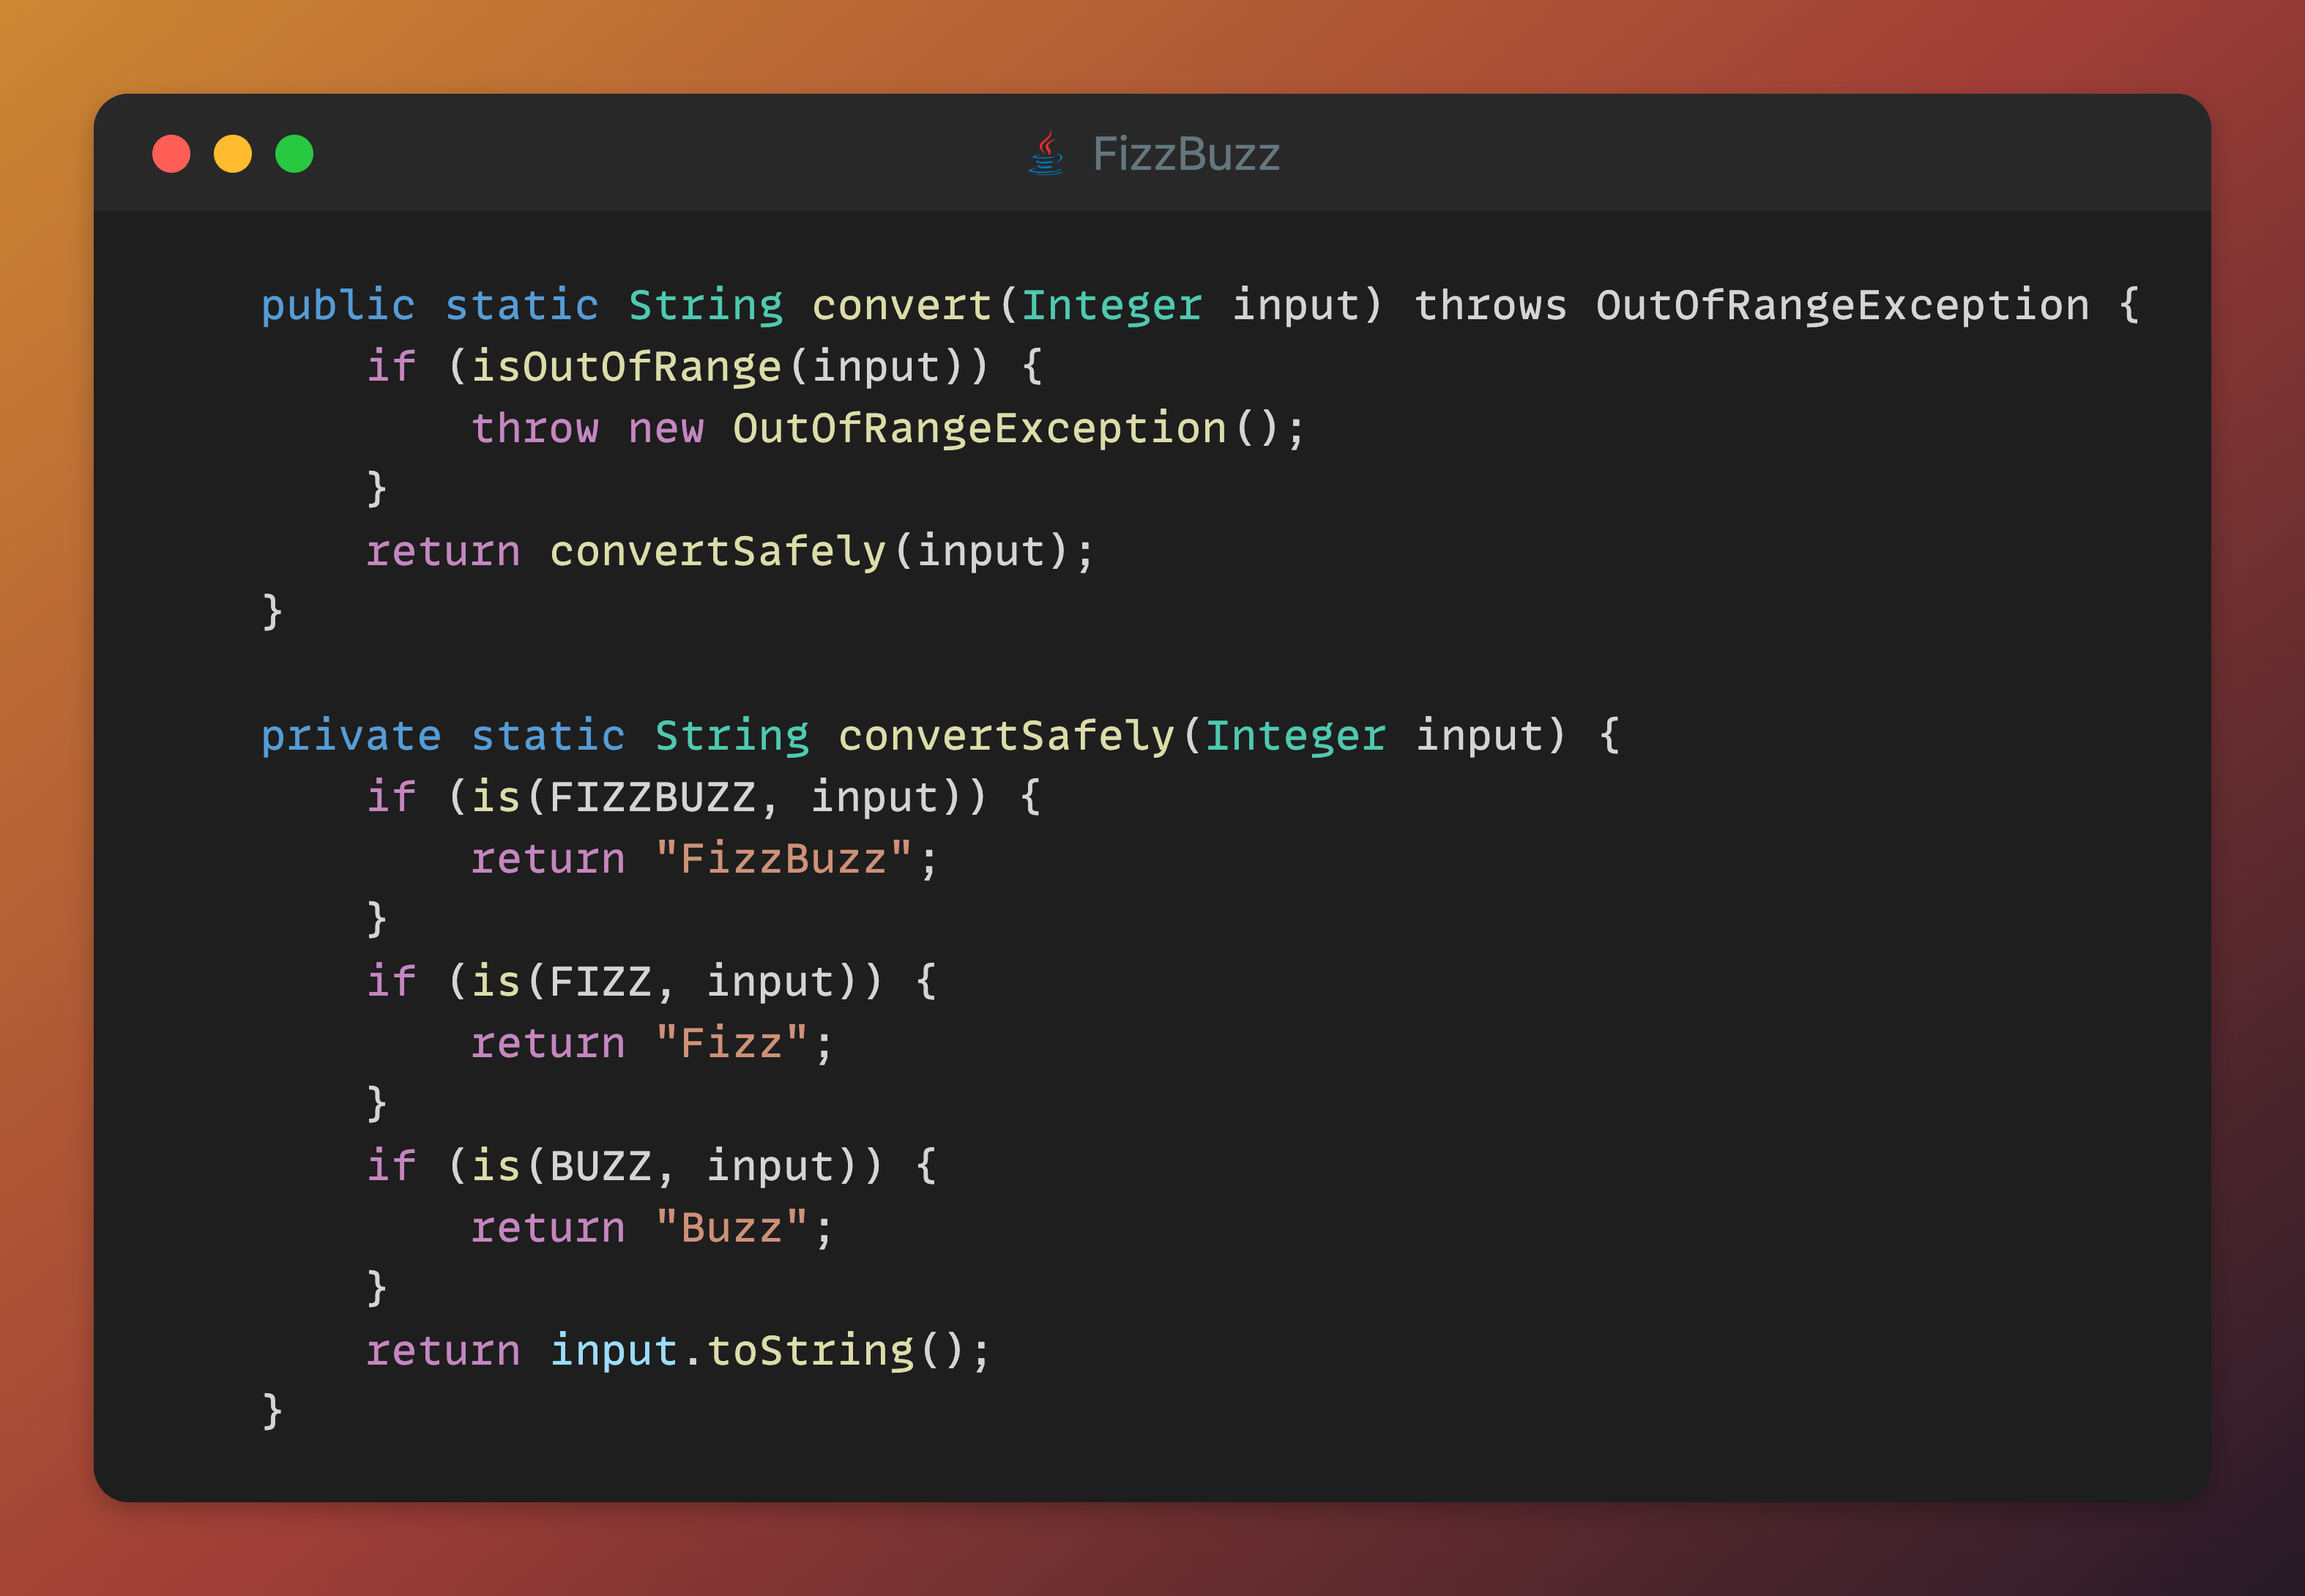 FizzBuzz
public static String convert(Integer input) throws OutOfRangeException {
    if (isOutOfRange(input)) {
        throw new OutOfRangeException();
    }
    return convertSafely(input);
}

private static String convertSafely(Integer input) {
    if (is(FIZZBUZZ, input)) {
        return "FizzBuzz";
    }
    if (is(FIZZ, input)) {
        return "Fizz";
    }
    if (is(BUZZ, input)) {
        return "Buzz";
    }
    return input.toString();
}